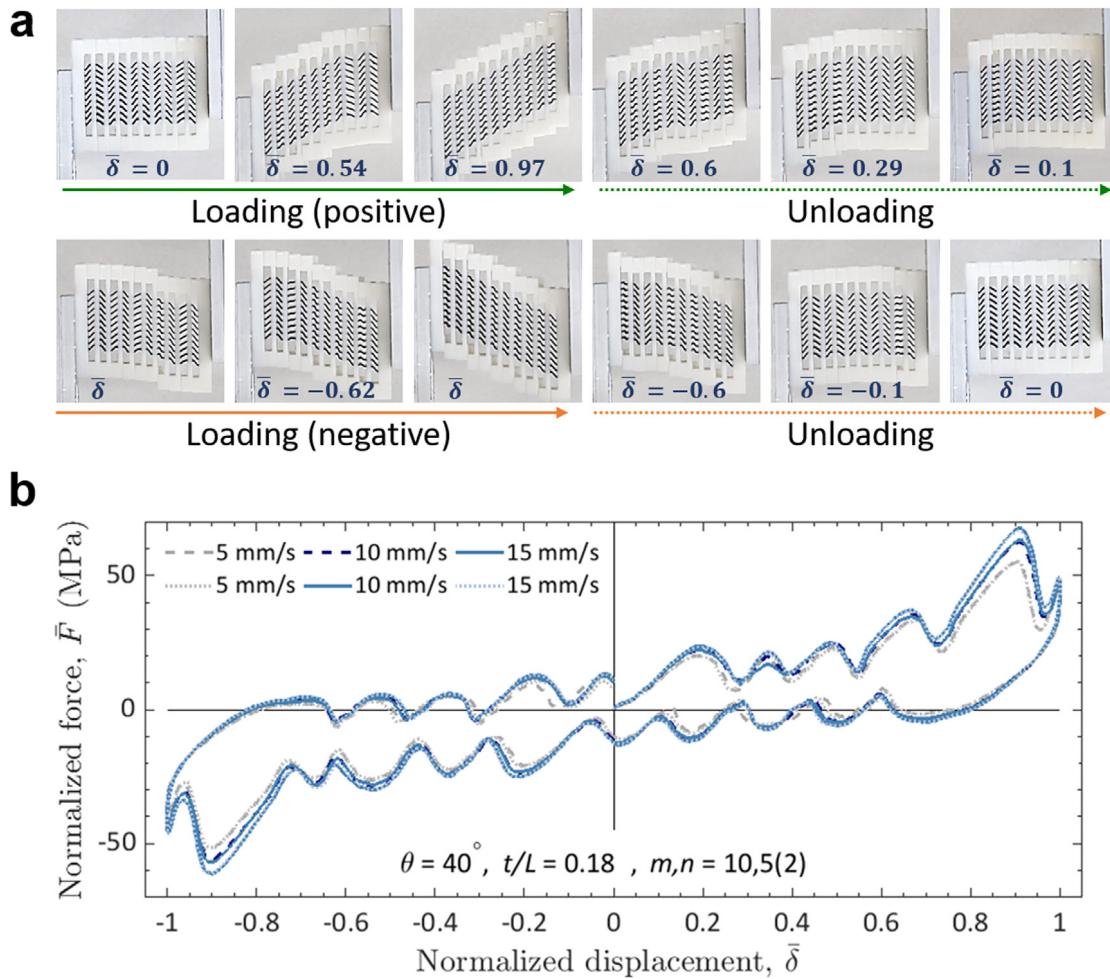 a
δ̄ = 0
δ̄ = 0.54
δ̄ = 0.97
δ̄ = 0.6
δ̄ = 0.29
δ̄ = 0.1
Loading (positive)
Unloading
δ̄
δ̄ = −0.62
δ̄
δ̄ = −0.6
δ̄ = −0.1
δ̄ = 0
Loading (negative)
Unloading
b
Normalized force, F̄ (MPa)
50
0
-50
5 mm/s 10 mm/s 15 mm/s
5 mm/s 10 mm/s 15 mm/s
θ = 40°, t/L = 0.18 , m,n = 10,5(2)
-1 -0.8 -0.6 -0.4 -0.2 0 0.2 0.4 0.6 0.8 1
Normalized displacement, δ̄